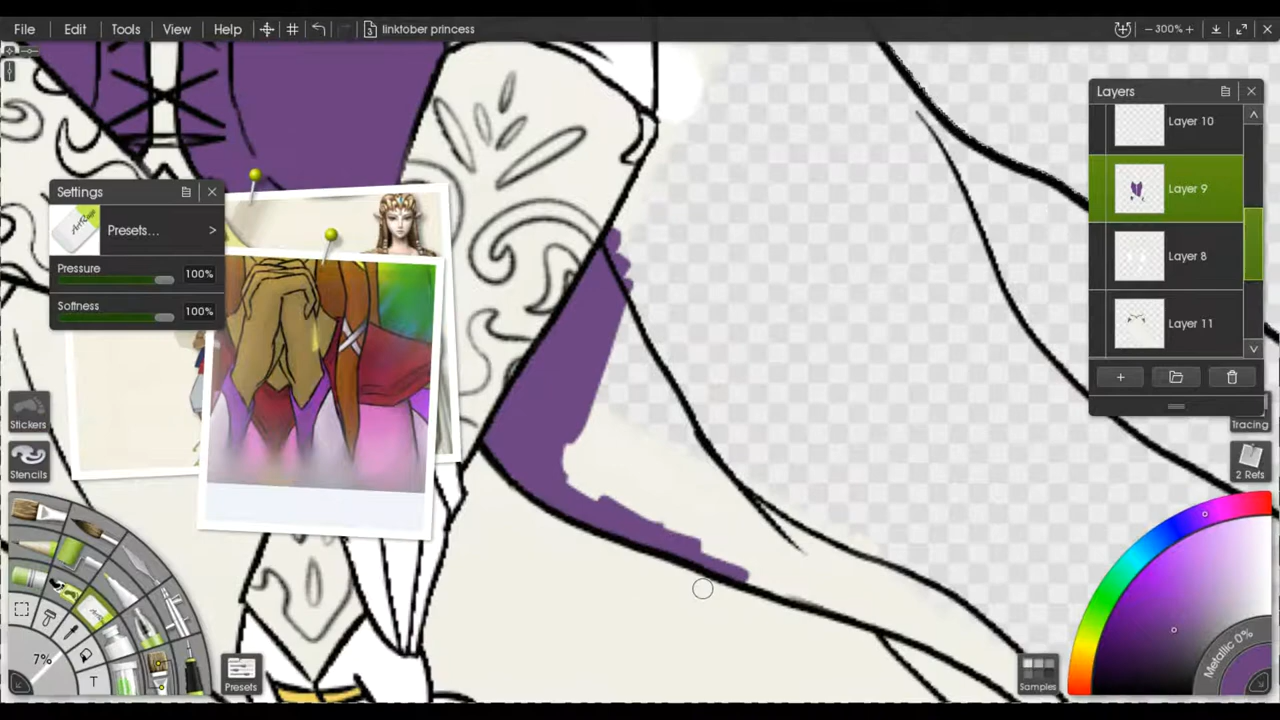 File Edit Tools View Help linktober princess 300%
Layers
Layer 10
Layer 9
Layer 8
Layer 11
Settings
ArtRage
Presets... >
Pressure 100%
Softness 100%
Stickers
Stencils
Tracing
2 Refs
7%
T
Presets
Samples
Metallic 0%